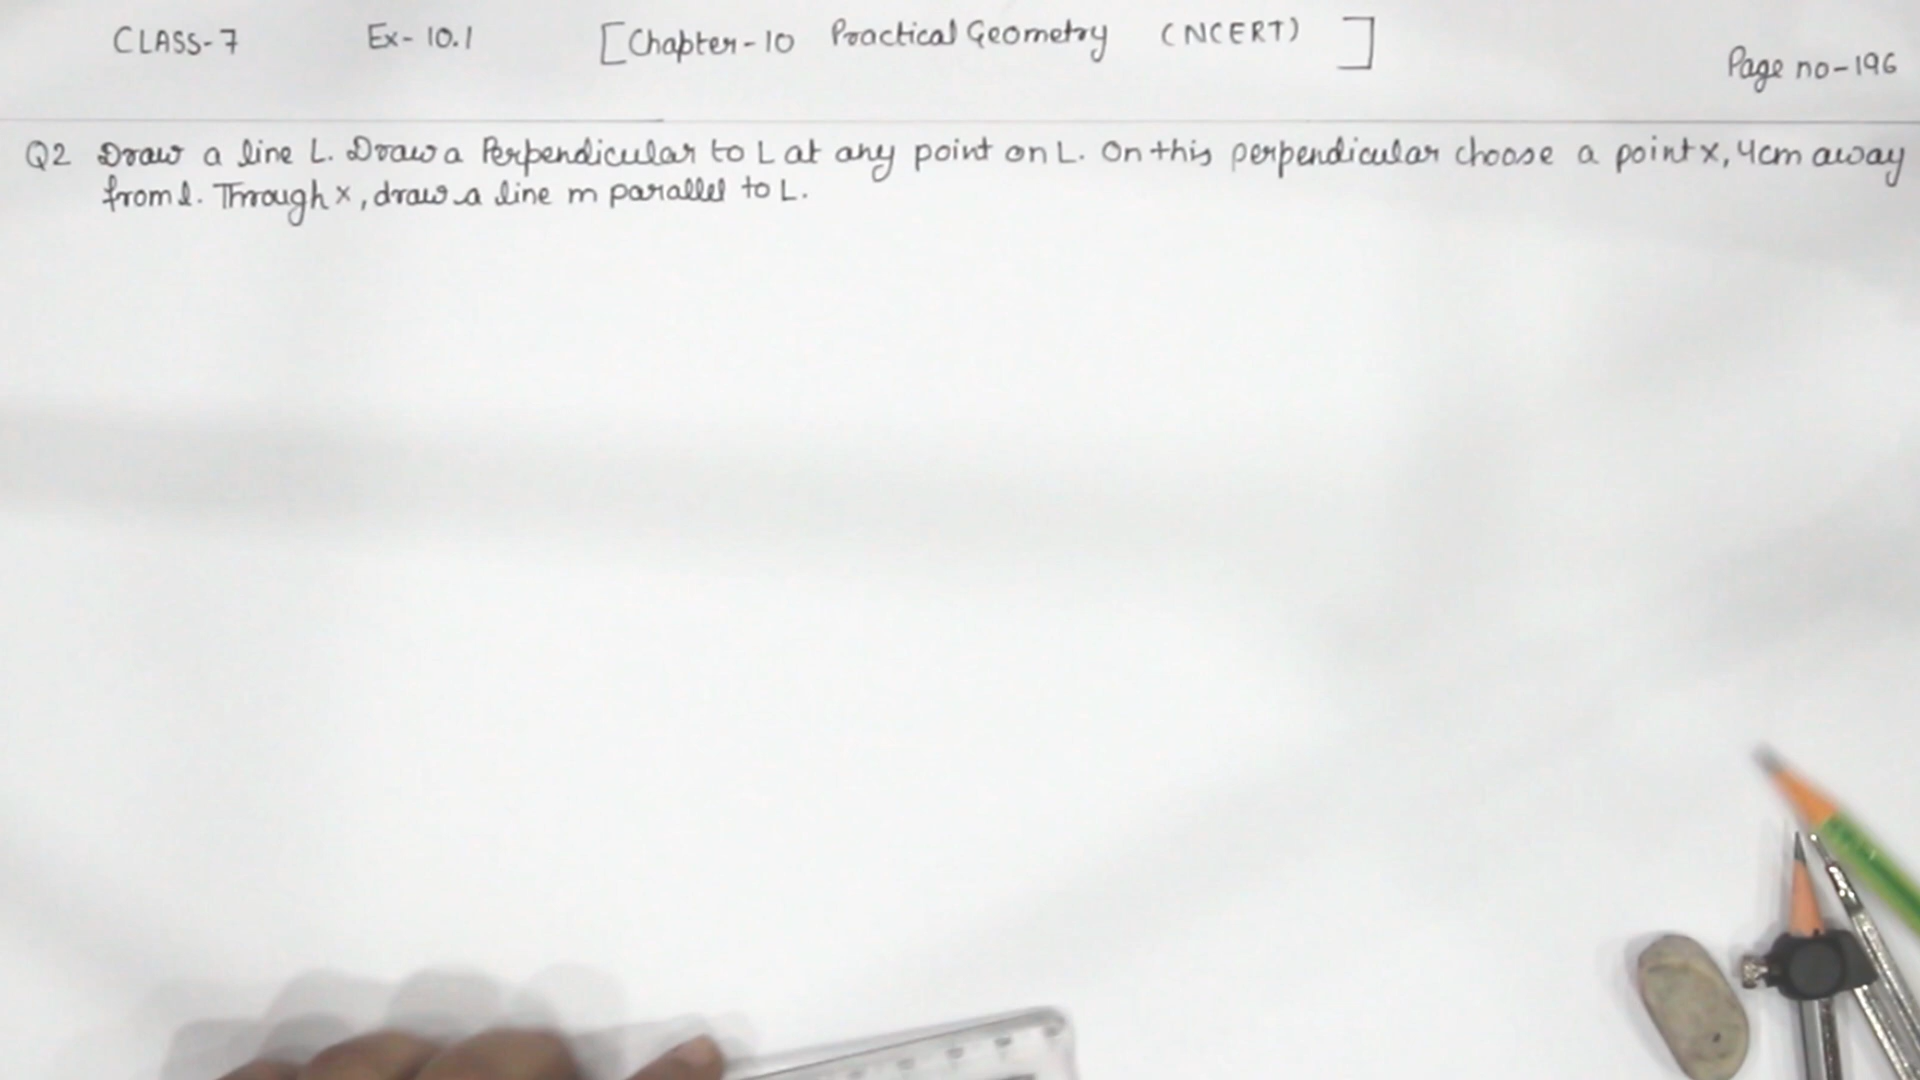 CLASS-7 Ex-10.1 [Chapter-10 Practical Geometry (NCERT) ]
Page no-196
Q2 Draw a line L. Draw a Perpendicular to L at any point on L. On this perpendicular choose a point x, 4cm away
from l. Through x, draw a line m parallel to L.